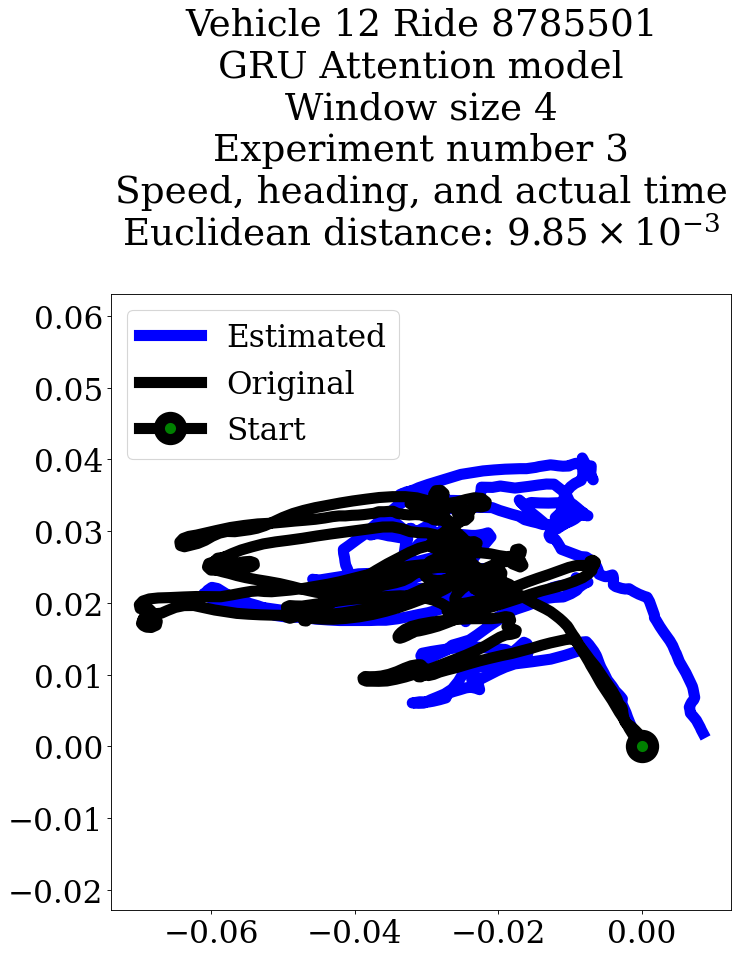 Vehicle 12 Ride 8785501
GRU Attention model
Window size 4
Experiment number 3
Speed, heading, and actual time
Euclidean distance: 9.85 × 10⁻³
Estimated
Original
Start
0.06
0.05
0.04
0.03
0.02
0.01
0.00
−0.01
−0.02
−0.06 −0.04 −0.02 0.00